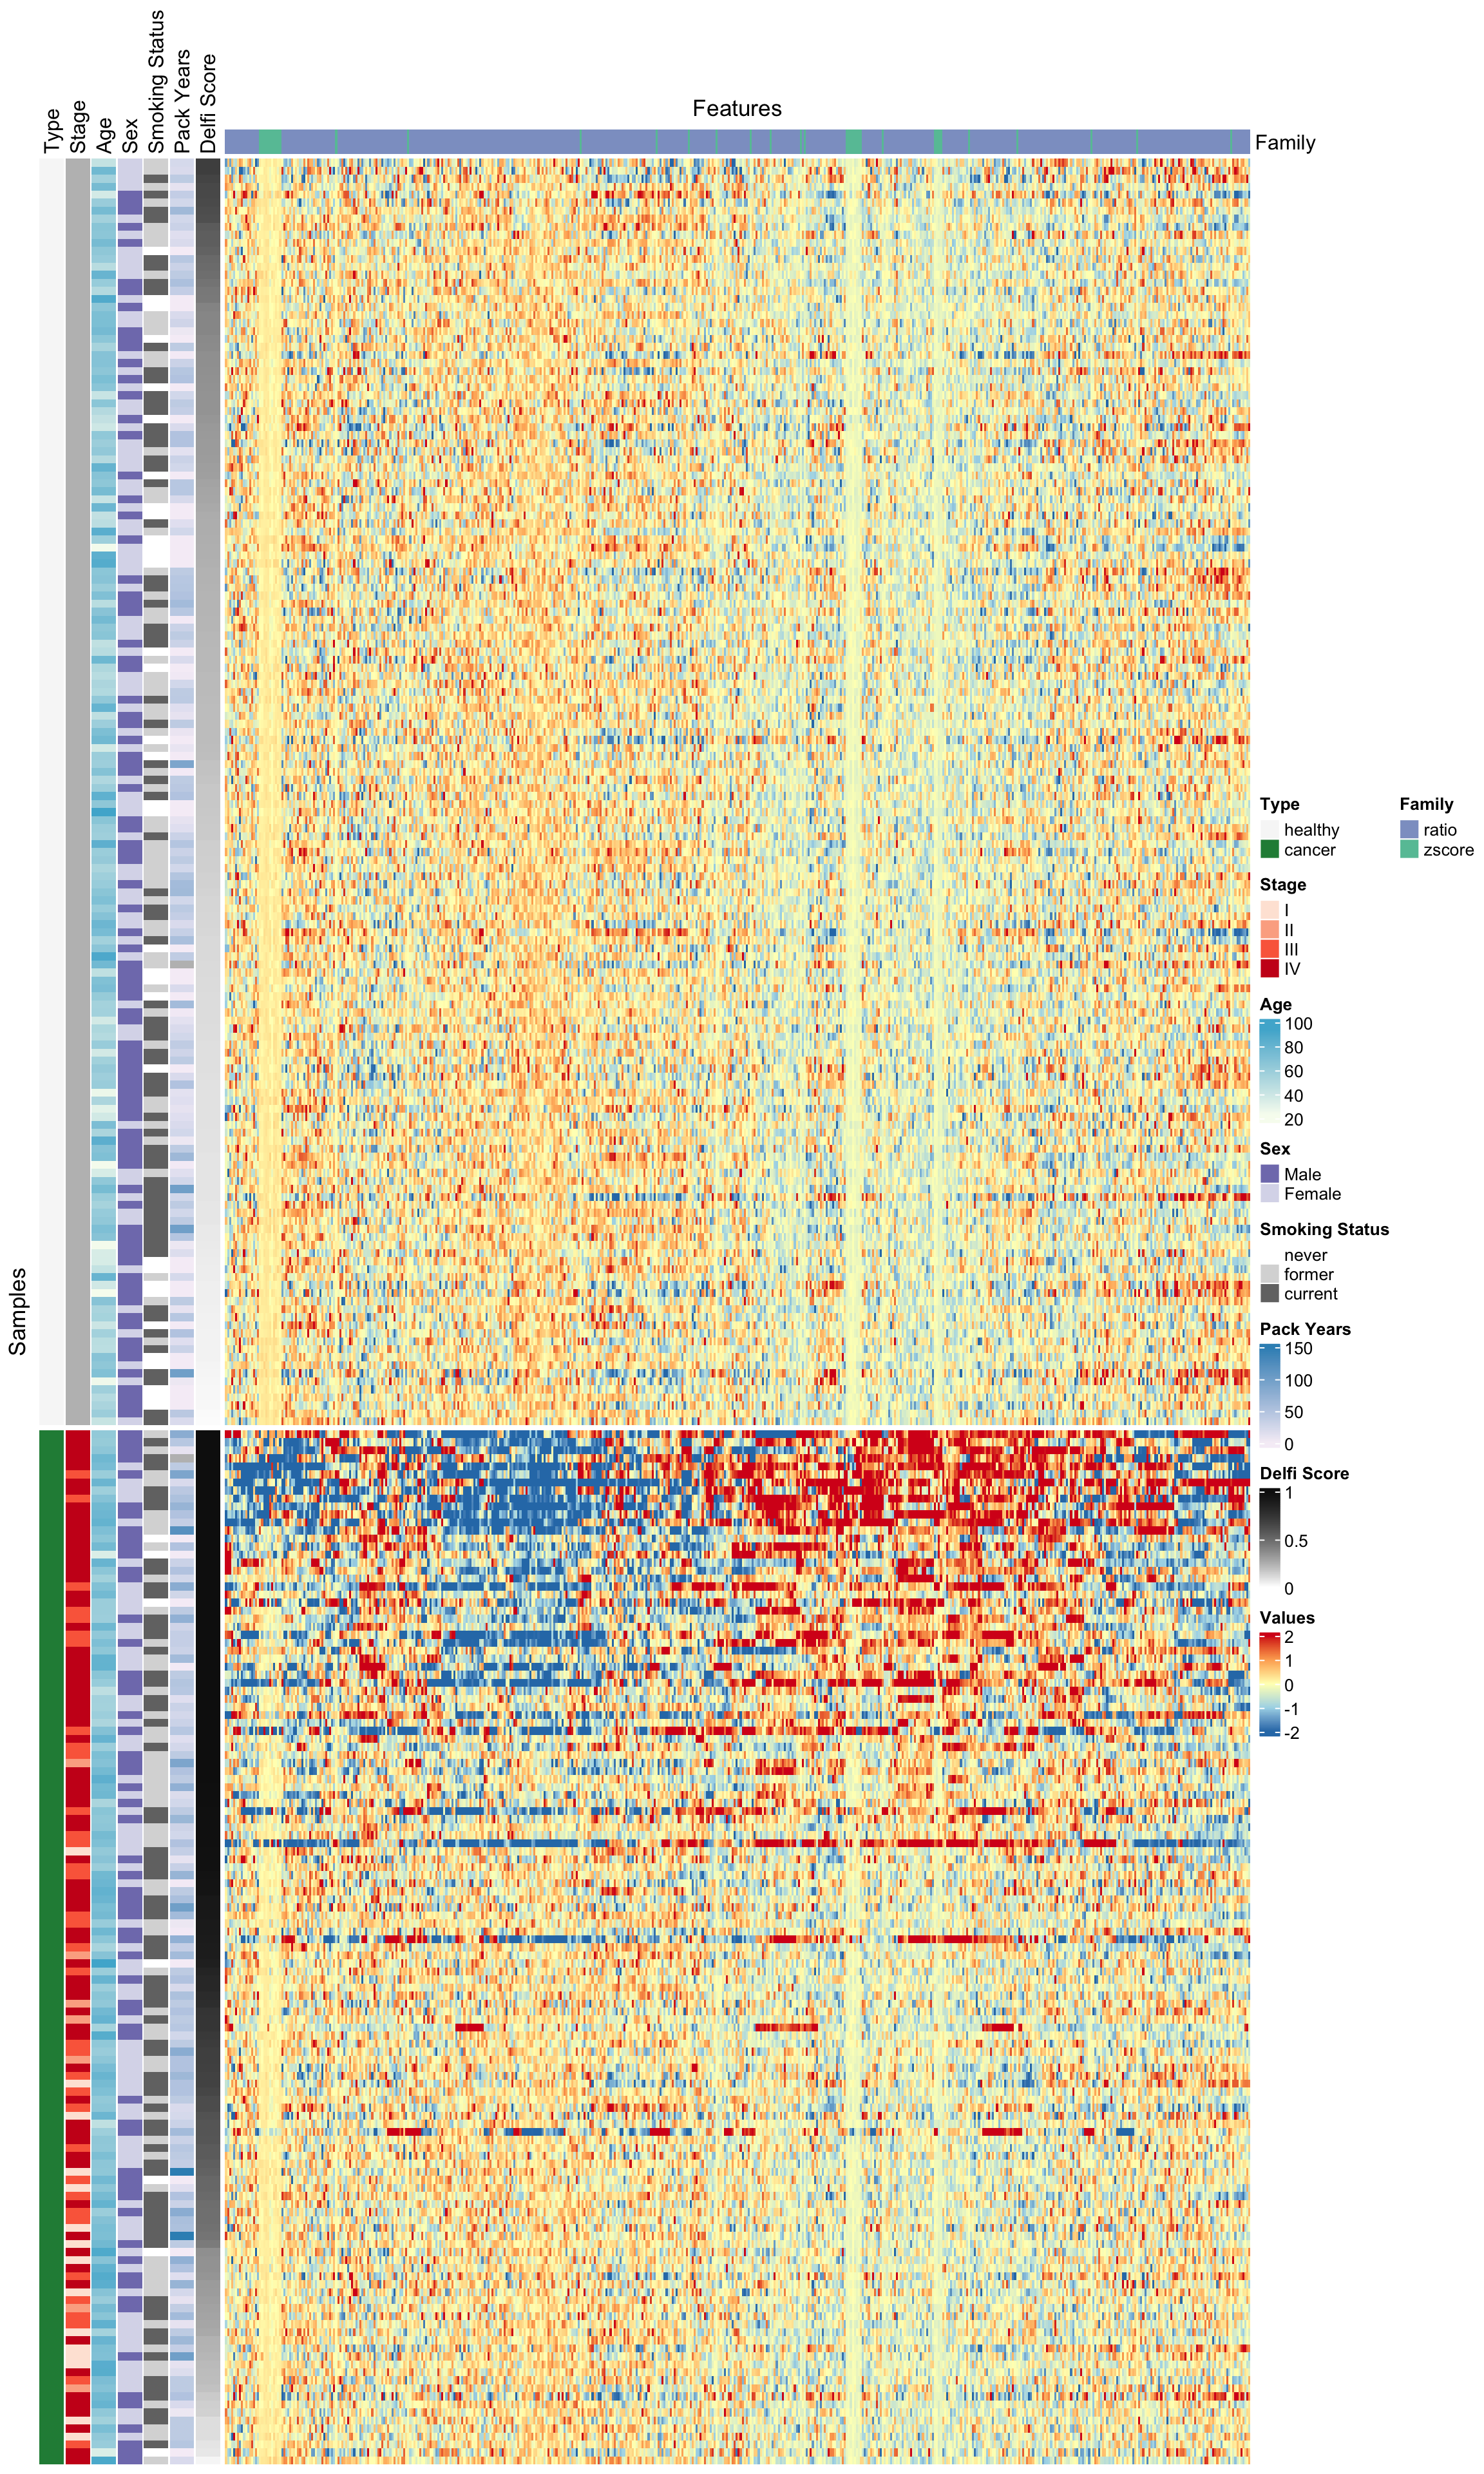 Type
Stage
Age
Sex
Smoking Status
Pack Years
Delfi Score
Features
Family
Samples
Type
healthy
cancer
Stage
I
II
III
IV
Age
100
80
60
40
20
Sex
Male
Female
Smoking Status
never
former
current
Pack Years
150
100
50
0
Delfi Score
1
0.5
0
Values
2
1
0
-1
-2
Family
ratio
zscore